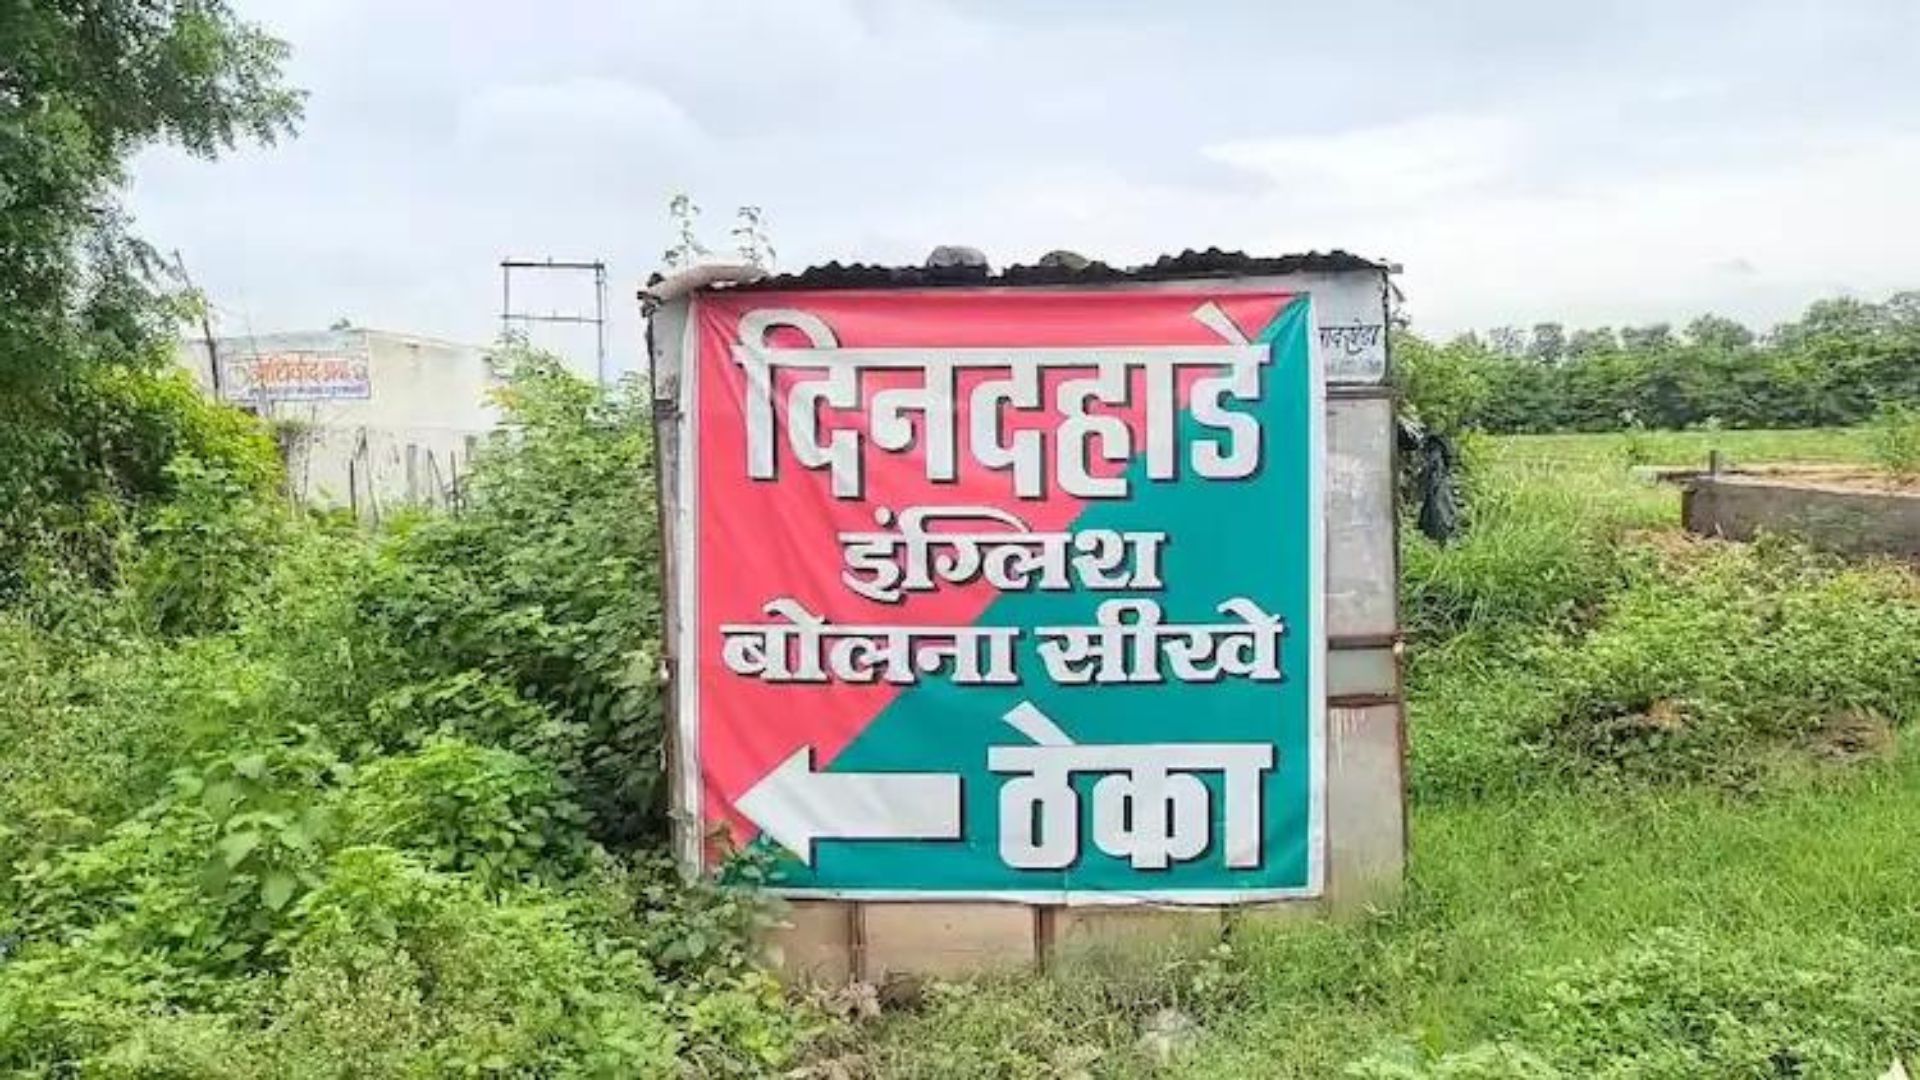 दिनदहाडे
इंग्लिश
बोलना सीखे
ठेका